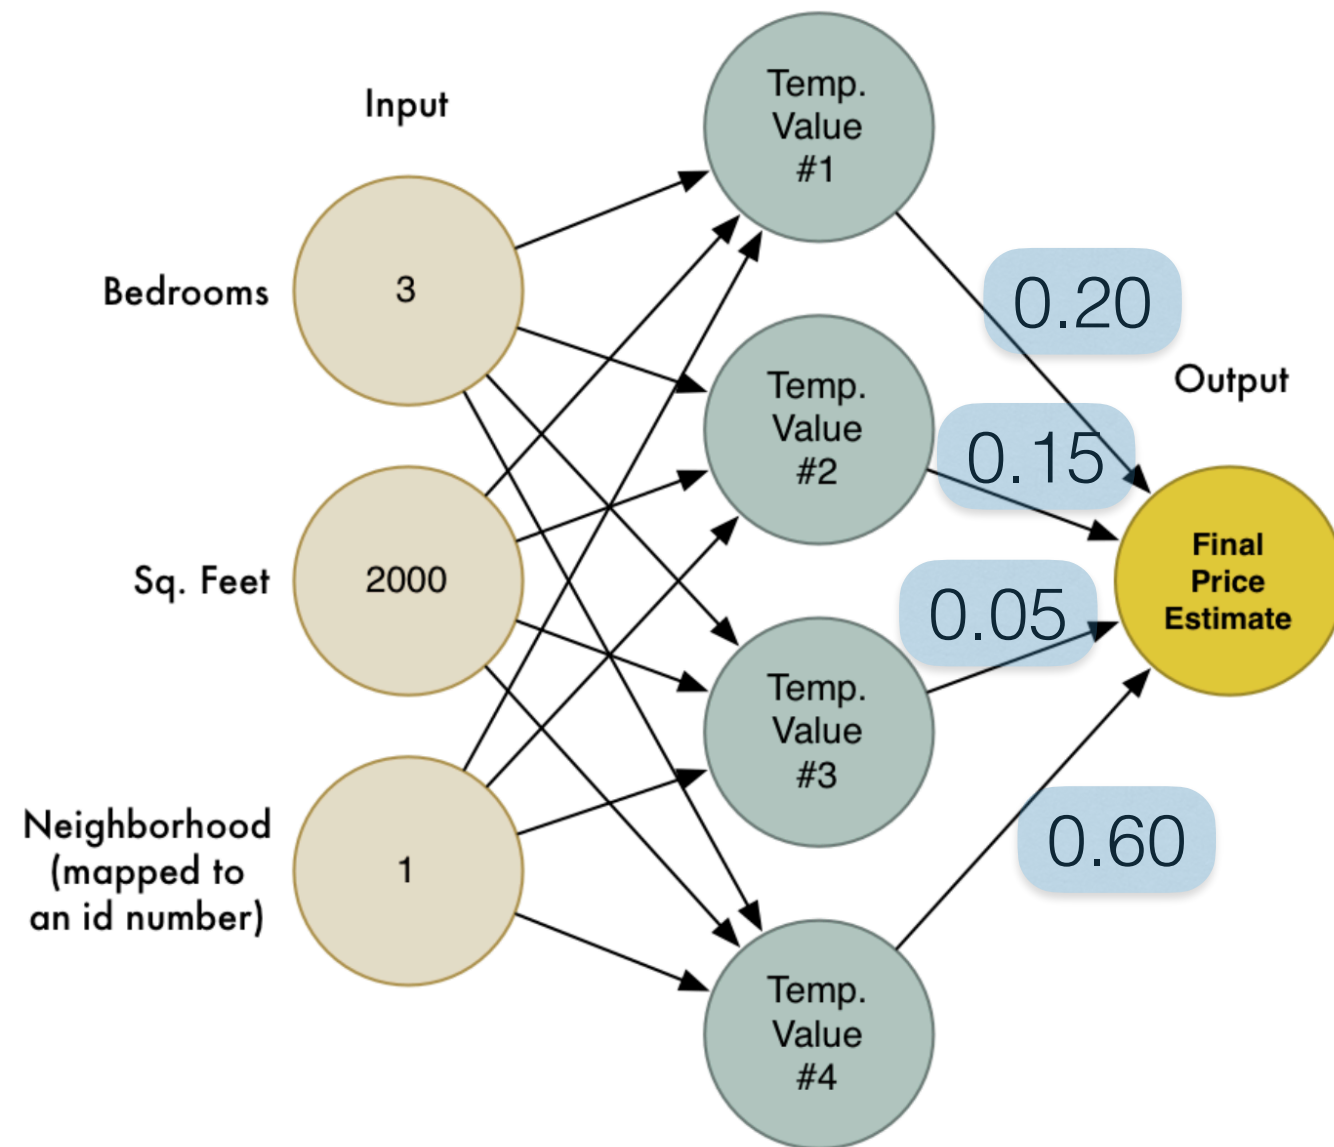 Input
Bedrooms
3
Sq. Feet
2000
Neighborhood
(mapped to
an id number)
1
Temp.
Value
#1
Temp.
Value
#2
Temp.
Value
#3
Temp.
Value
#4
0.20
0.15
0.05
0.60
Output
Final
Price
Estimate